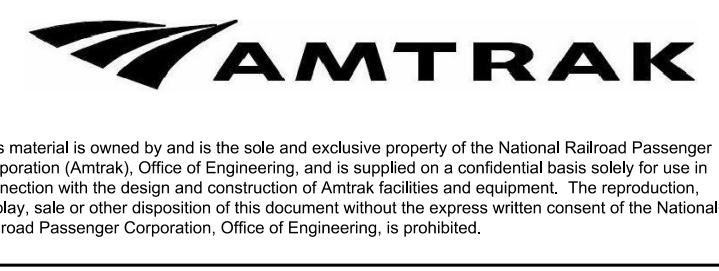 AMTRAK
s material is owned by and is the sole and exclusive property of the National Railroad Passenger
poration (Amtrak), Office of Engineering, and is supplied on a confidential basis solely for use in
nnection with the design and construction of Amtrak facilities and equipment. The reproduction,
play, sale or other disposition of this document without the express written consent of the National
lroad Passenger Corporation, Office of Engineering, is prohibited.